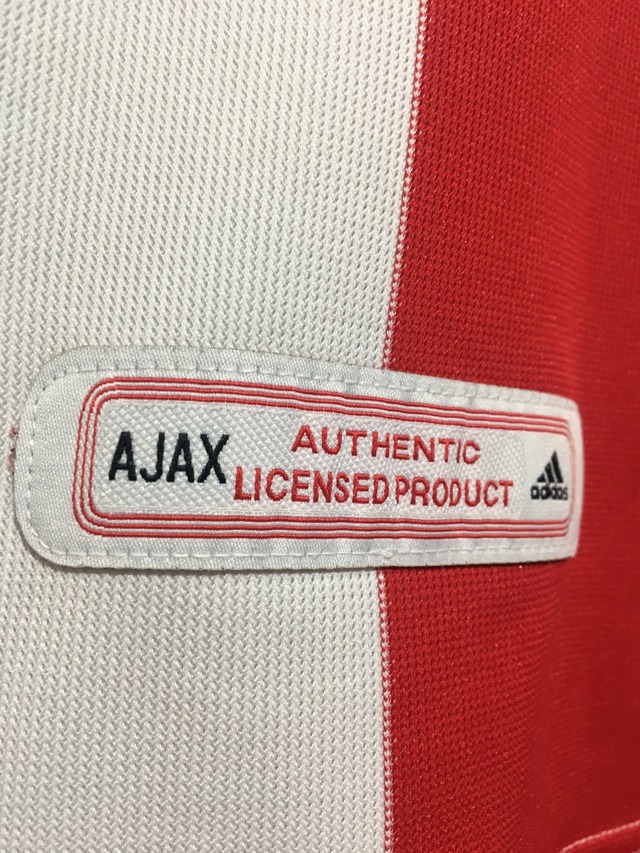 AJAX
AUTHENTIC
LICENSED PRODUCT
adidas